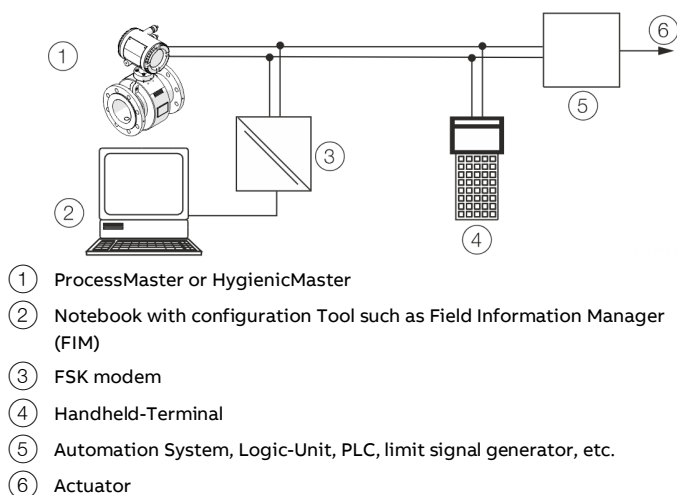 ①
⑥
③
⑤
②
④
① ProcessMaster or HygienicMaster
② Notebook with configuration Tool such as Field Information Manager
(FIM)
③ FSK modem
④ Handheld-Terminal
⑤ Automation System, Logic-Unit, PLC, limit signal generator, etc.
⑥ Actuator